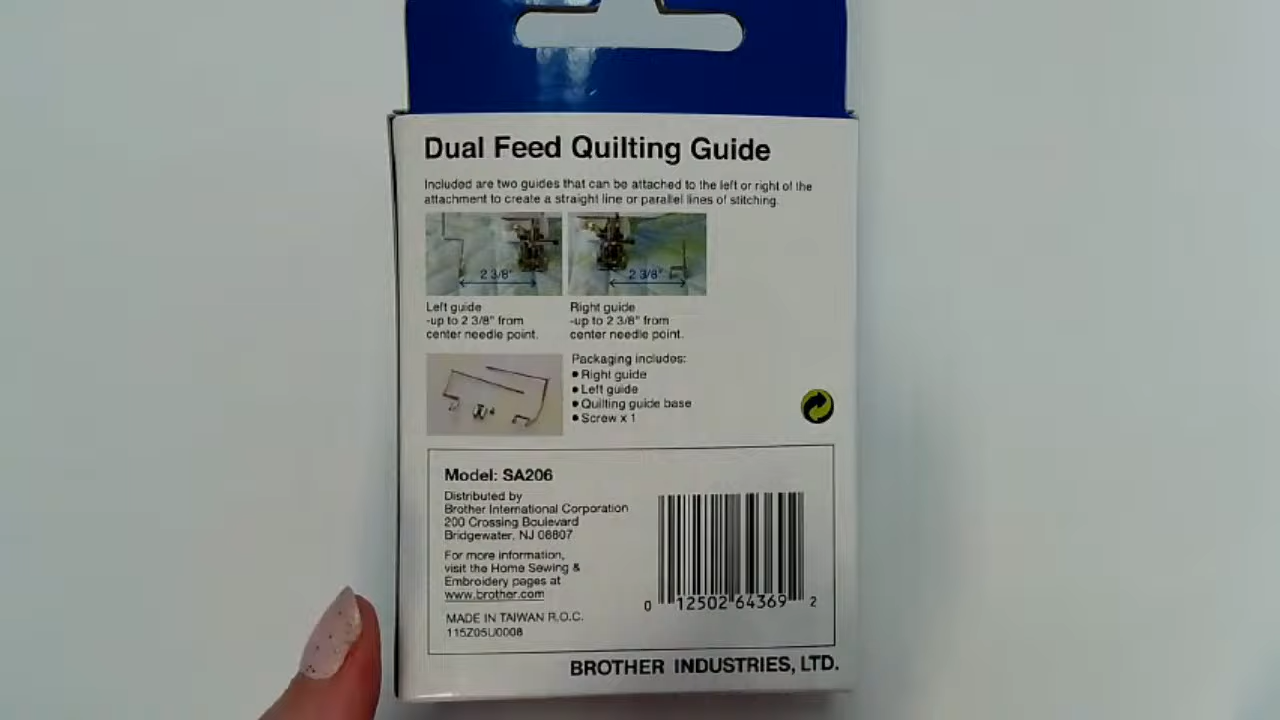 Dual Feed Quilting Guide
Included are two guides that can be attached to the left or right of the
attachment to create a straight line or parallel lines of stitching.
2 3/8"
2 3/8"
Left guide
-up to 2 3/8" from
center needle point.
Right guide
-up to 2 3/8" from
center needle point.
Packaging includes:
• Right guide
• Left guide
• Quilting guide base
• Screw x 1
Model: SA206
Distributed by
Brother International Corporation
200 Crossing Boulevard
Bridgewater, NJ 08807
For more information,
visit the Home Sewing &
Embroidery pages at
www.brother.com
MADE IN TAIWAN R.O.C.
115Z05U0008
0 12502 64369 2
BROTHER INDUSTRIES, LTD.